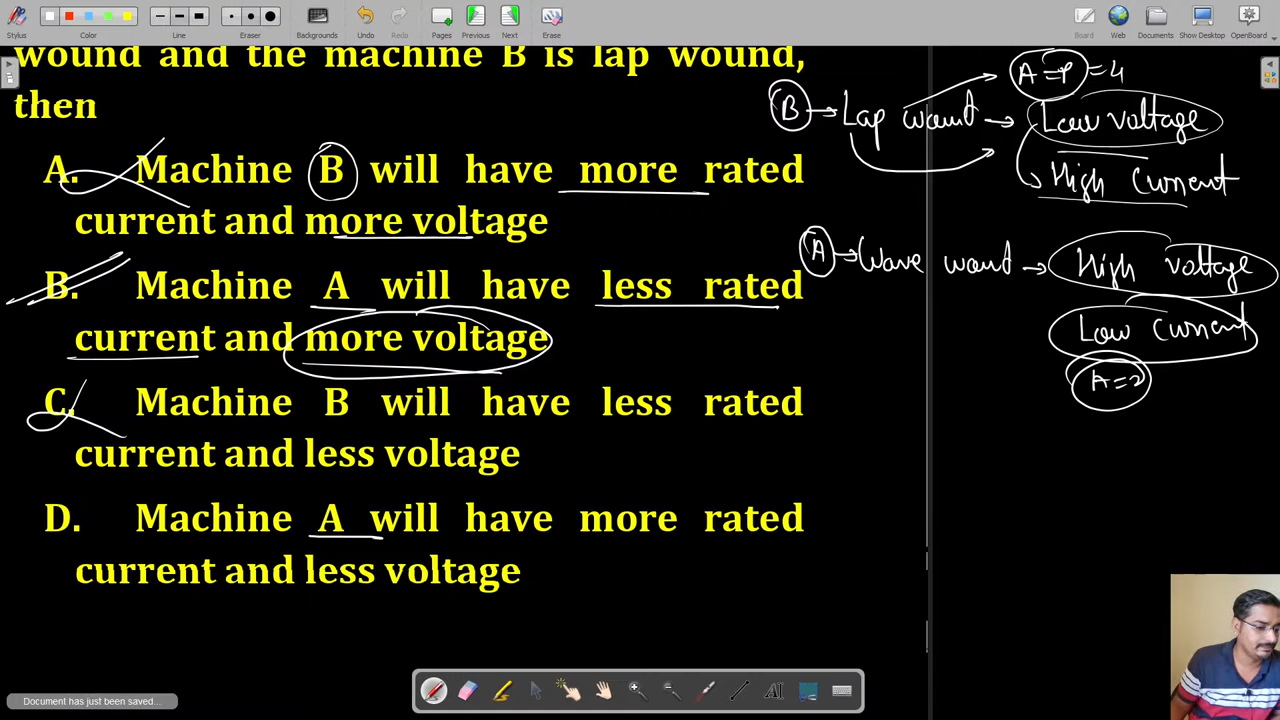 Stylus
Color
Line
Eraser
Backgrounds
Undo
Redo
Pages
Previous
Next
Erase
Board
Web
Documents
Show Desktop
OpenBoard
wound and the machine B is lap wound,
then
A. Machine B will have more rated
current and more voltage
B. Machine A will have less rated
current and more voltage
C. Machine B will have less rated
current and less voltage
D. Machine A will have more rated
current and less voltage
A = P = 4
B → Lap wound → Low voltage
High Current
A → Wave wound → High voltage
Low Current
A = 2
Document has just been saved...